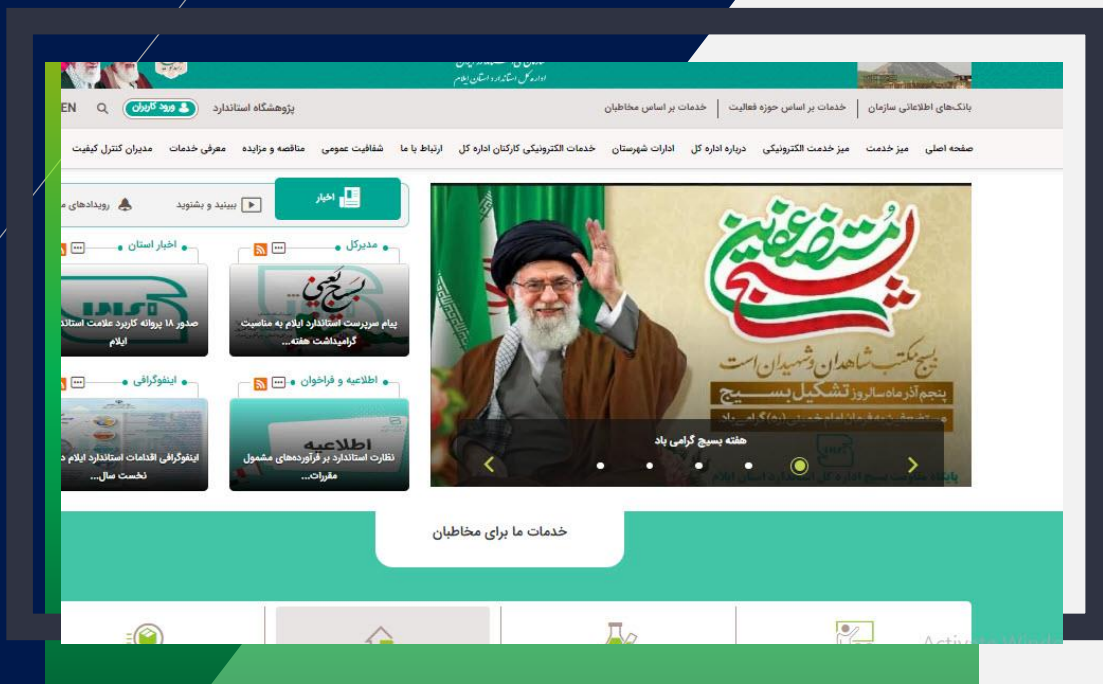 اداره کل استاندارد استان ایلام
بانک‌های اطلاعاتی سازمان
خدمات بر اساس حوزه فعالیت
خدمات بر اساس مخاطبان
پژوهشگاه استاندارد
ورود کاربران
EN
صفحه اصلی
میز خدمت
میز خدمت الکترونیکی
درباره اداره کل
ادارات شهرستان
خدمات الکترونیکی کارکنان اداره کل
ارتباط با ما
شفافیت عمومی
مناقصه و مزایده
معرفی خدمات
مدیران کنترل کیفیت
بسیج مستضعفین
بسیج مکتب شاهدان و شهیدان است
پنجم آذر ماه سالروز تشکیل بسیج
هفته بسیج گرامی باد
اخبار
ببینید و بشنوید
رویدادهای
مدیرکل
پیام سرپرست استاندارد ایلام به مناسبت
گرامیداشت هفته...
اخبار استان
صدور ۱۸ پروانه کاربرد علامت
ایلام
اطلاعیه و فراخوان
اطلاعیه
نظارت استاندارد بر فرآورده‌های مشمول
مقررات...
اینفوگرافی
اینفوگرافی اقدامات استاندارد ایلام
نخست سال...
خدمات ما برای مخاطبان